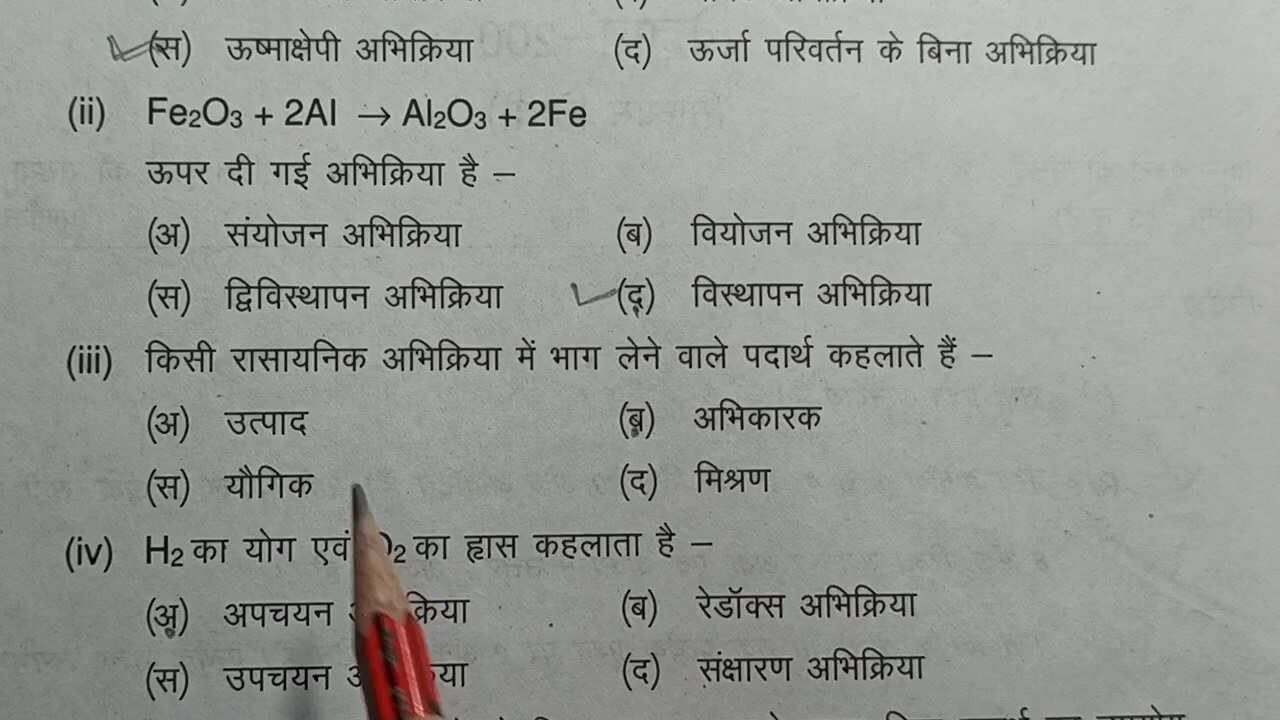 (स) ऊष्माक्षेपी अभिक्रिया (द) ऊर्जा परिवर्तन के बिना अभिक्रिया
(ii) Fe₂O₃ + 2Al → Al₂O₃ + 2Fe
ऊपर दी गई अभिक्रिया है –
(अ) संयोजन अभिक्रिया (ब) वियोजन अभिक्रिया
(स) द्विविस्थापन अभिक्रिया (द) विस्थापन अभिक्रिया
(iii) किसी रासायनिक अभिक्रिया में भाग लेने वाले पदार्थ कहलाते हैं –
(अ) उत्पाद (ब) अभिकारक
(स) यौगिक (द) मिश्रण
(iv) H₂ का योग एवं का ह्रास कहलाता है –
(अ) अपचयन (ब) रेडॉक्स अभिक्रिया
(स) उपचयन (द) संक्षारण अभिक्रिया